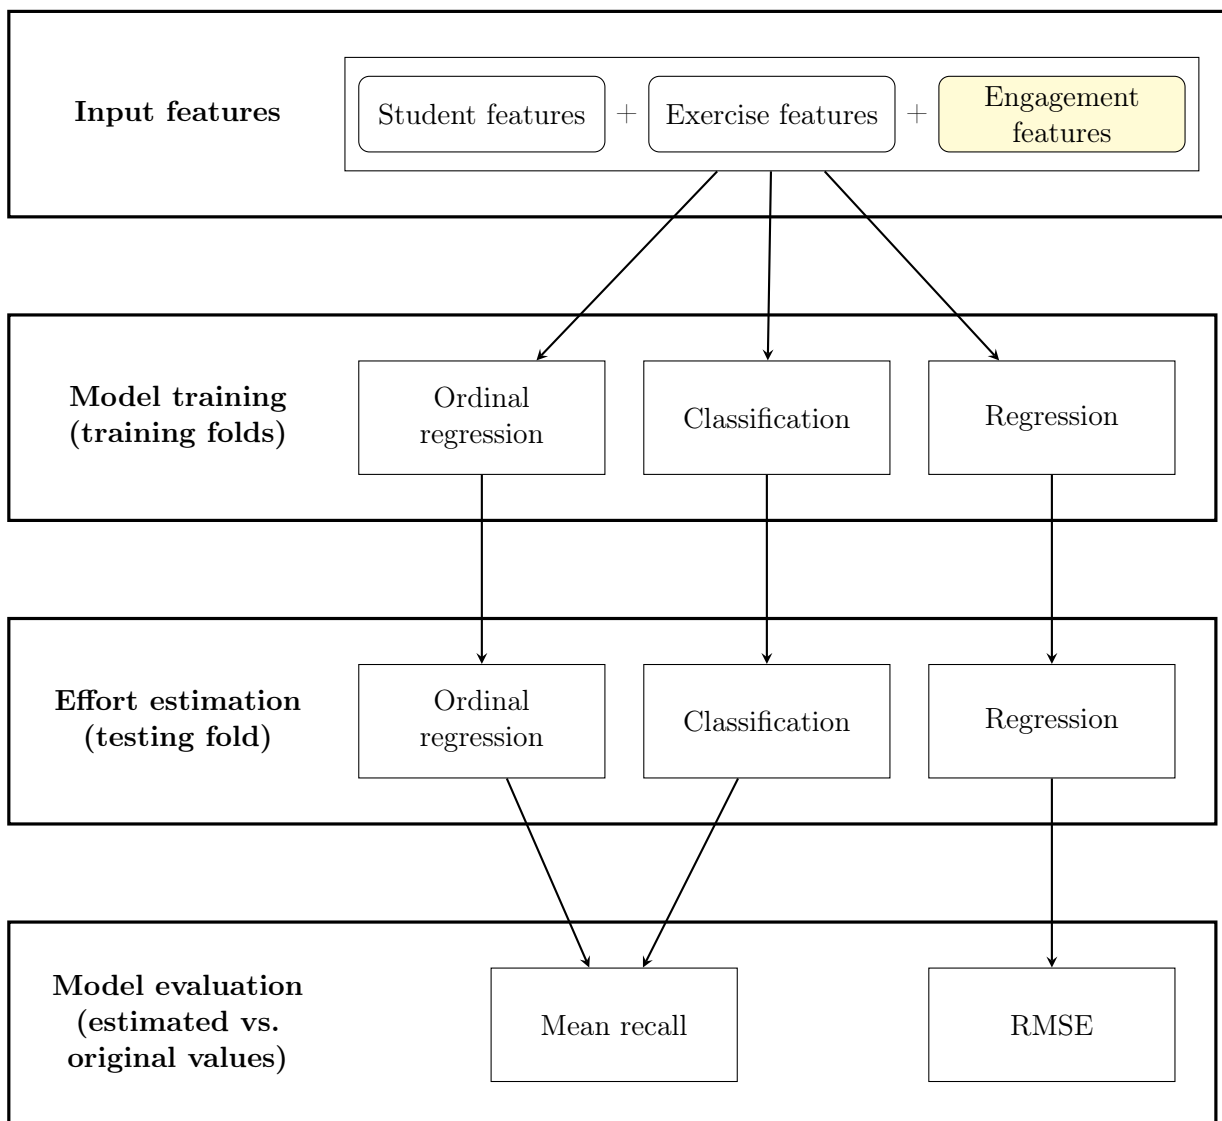 Input features
Student features + Exercise features + Engagement
features
Model training
(training folds)
Ordinal
regression
Classification
Regression
Effort estimation
(testing fold)
Ordinal
regression
Classification
Regression
Model evaluation
(estimated vs.
original values)
Mean recall
RMSE